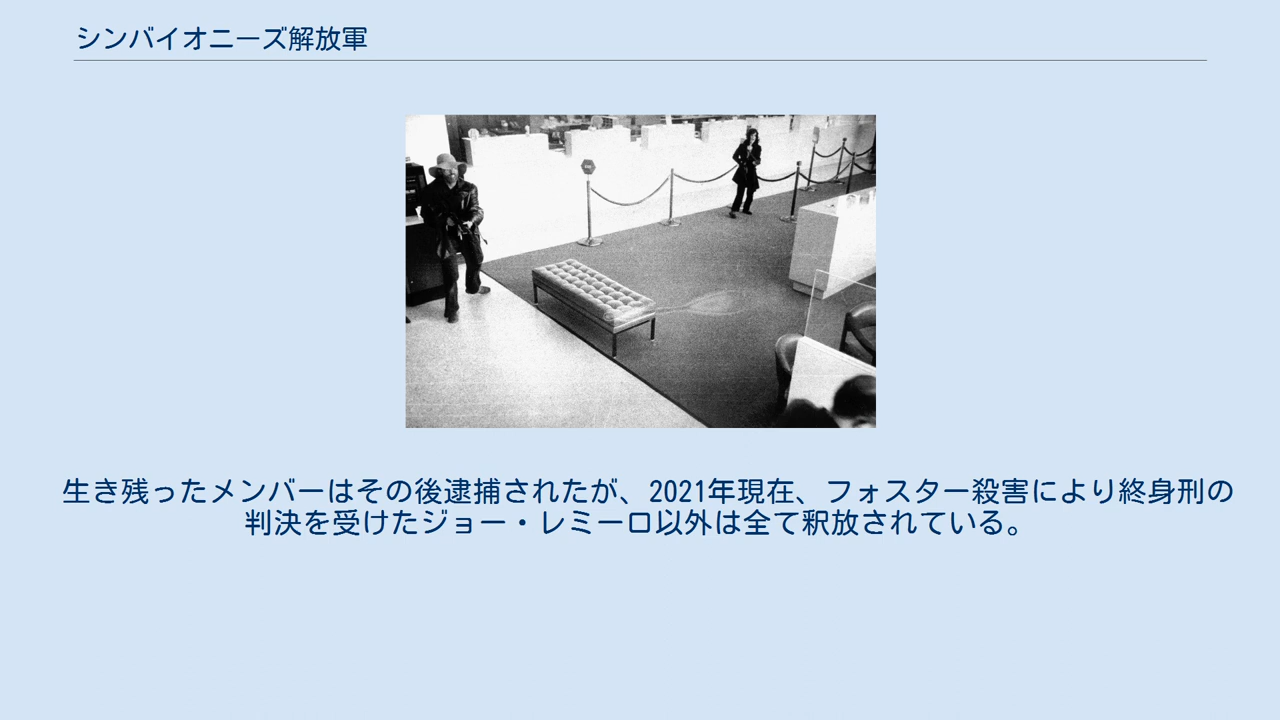 シンバイオニーズ解放軍
生き残ったメンバーはその後逮捕されたが、2021年現在、フォスター殺害により終身刑の
判決を受けたジョー・レミーロ以外は全て釈放されている。